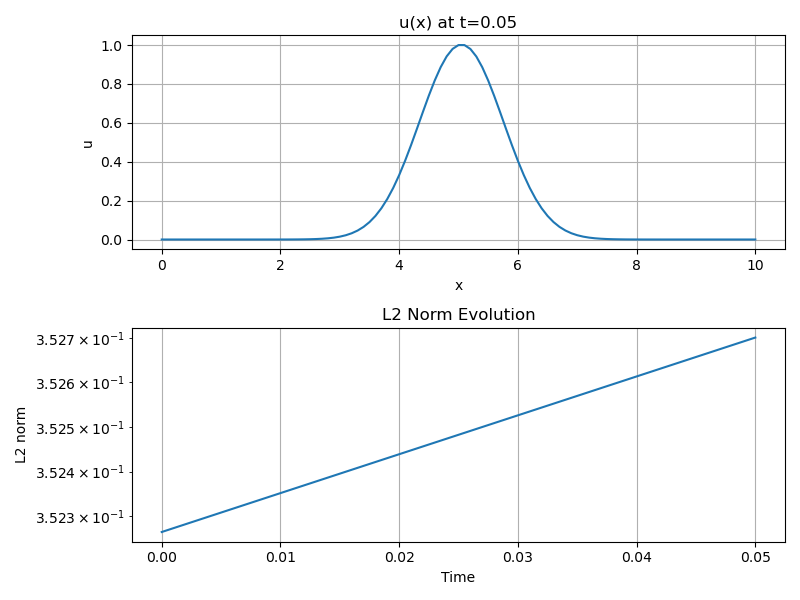 u(x) at t=0.05
1.0
0.8
0.6
0.4
0.2
0.0
u
0 2 4 6 8 10
x
L2 Norm Evolution
3.527 × 10⁻¹
3.526 × 10⁻¹
3.525 × 10⁻¹
3.524 × 10⁻¹
3.523 × 10⁻¹
L2 norm
0.00 0.01 0.02 0.03 0.04 0.05
Time